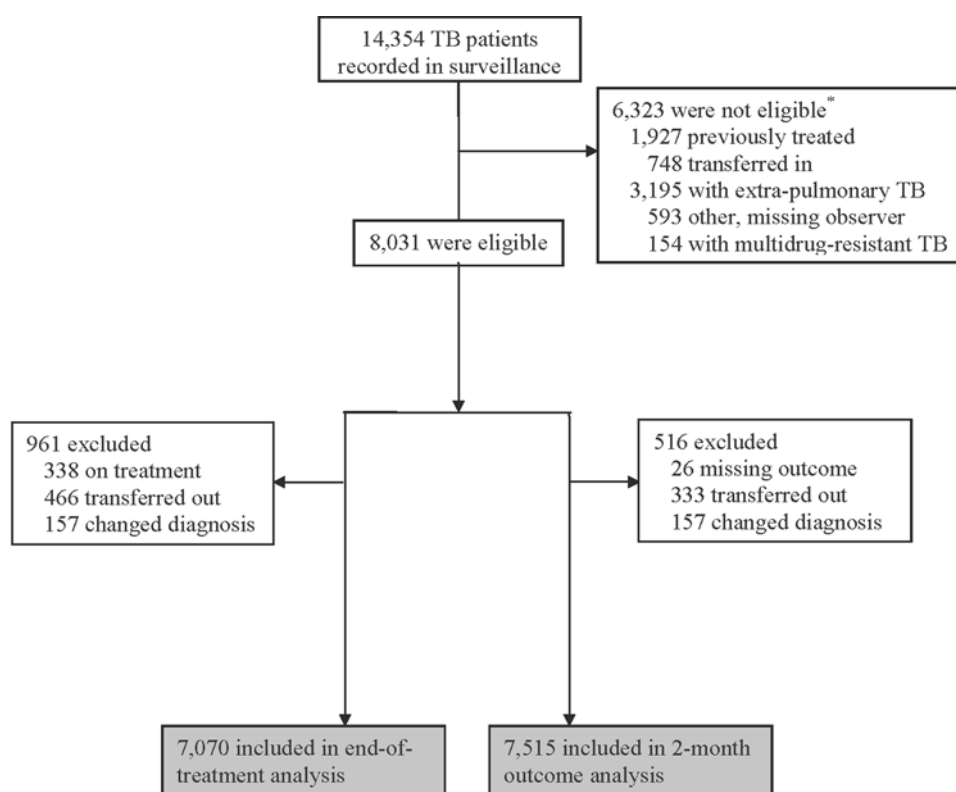 14,354 TB patients
recorded in surveillance
6,323 were not eligible*
1,927 previously treated
748 transferred in
3,195 with extra-pulmonary TB
593 other, missing observer
154 with multidrug-resistant TB
8,031 were eligible
961 excluded
338 on treatment
466 transferred out
157 changed diagnosis
516 excluded
26 missing outcome
333 transferred out
157 changed diagnosis
7,070 included in end-of-
treatment analysis
7,515 included in 2-month
outcome analysis